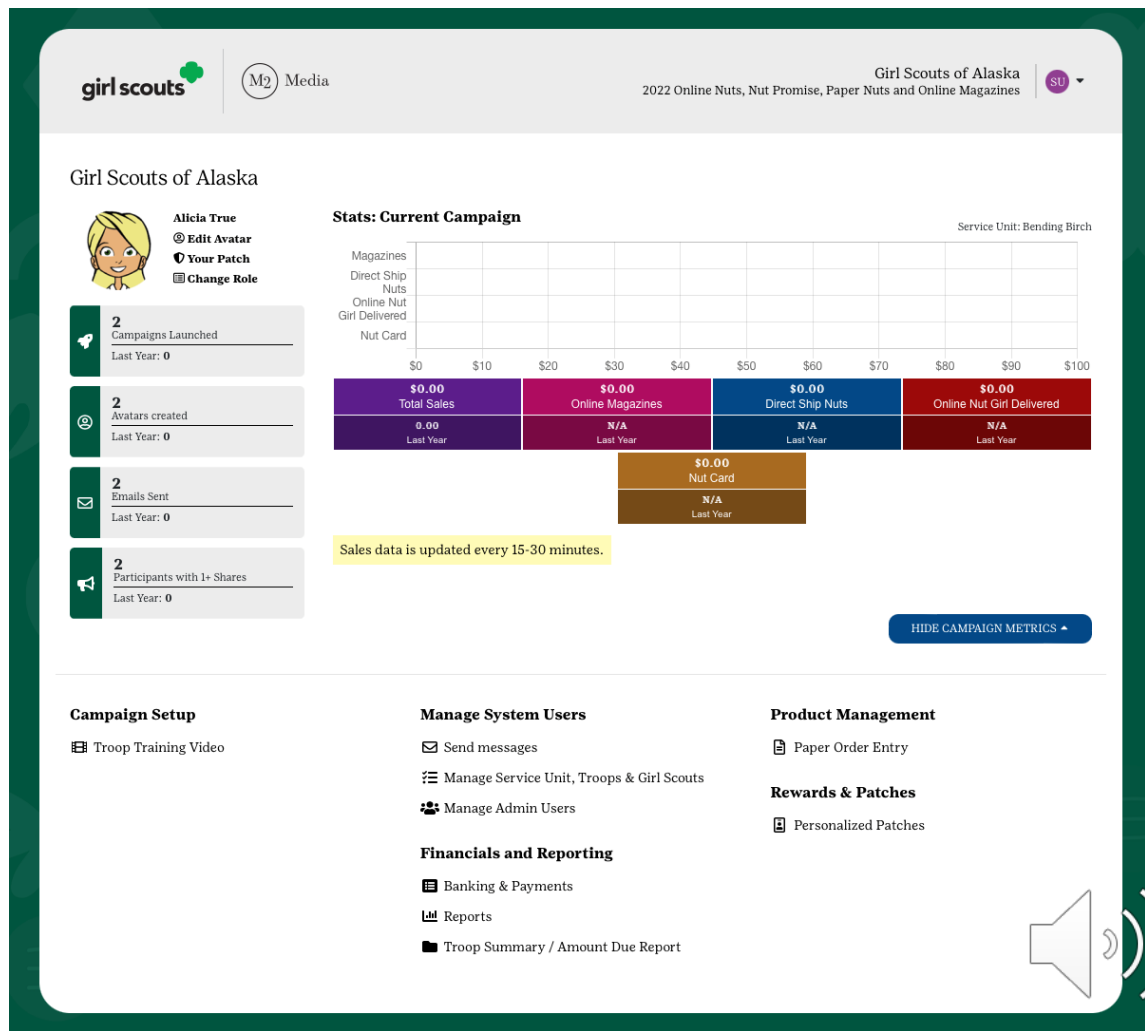 girl scouts
M2 Media
Girl Scouts of Alaska
2022 Online Nuts, Nut Promise, Paper Nuts and Online Magazines
SU
Girl Scouts of Alaska
Alicia True
Edit Avatar
Your Patch
Change Role
2
Campaigns Launched
Last Year: 0
2
Avatars created
Last Year: 0
2
Emails Sent
Last Year: 0
2
Participants with 1+ Shares
Last Year: 0
Stats: Current Campaign
Service Unit: Bending Birch
Magazines
Direct Ship
Nuts
Online Nut
Girl Delivered
Nut Card
$0 $10 $20 $30 $40 $50 $60 $70 $80 $90 $100
$0.00 $0.00 $0.00 $0.00
Total Sales Online Magazines Direct Ship Nuts Online Nut Girl Delivered
0.00 N/A N/A N/A
Last Year Last Year Last Year Last Year
$0.00
Nut Card
N/A
Last Year
Sales data is updated every 15-30 minutes.
HIDE CAMPAIGN METRICS
Campaign Setup
Troop Training Video
Manage System Users
Send messages
Manage Service Unit, Troops & Girl Scouts
Manage Admin Users
Financials and Reporting
Banking & Payments
Reports
Troop Summary / Amount Due Report
Product Management
Paper Order Entry
Rewards & Patches
Personalized Patches